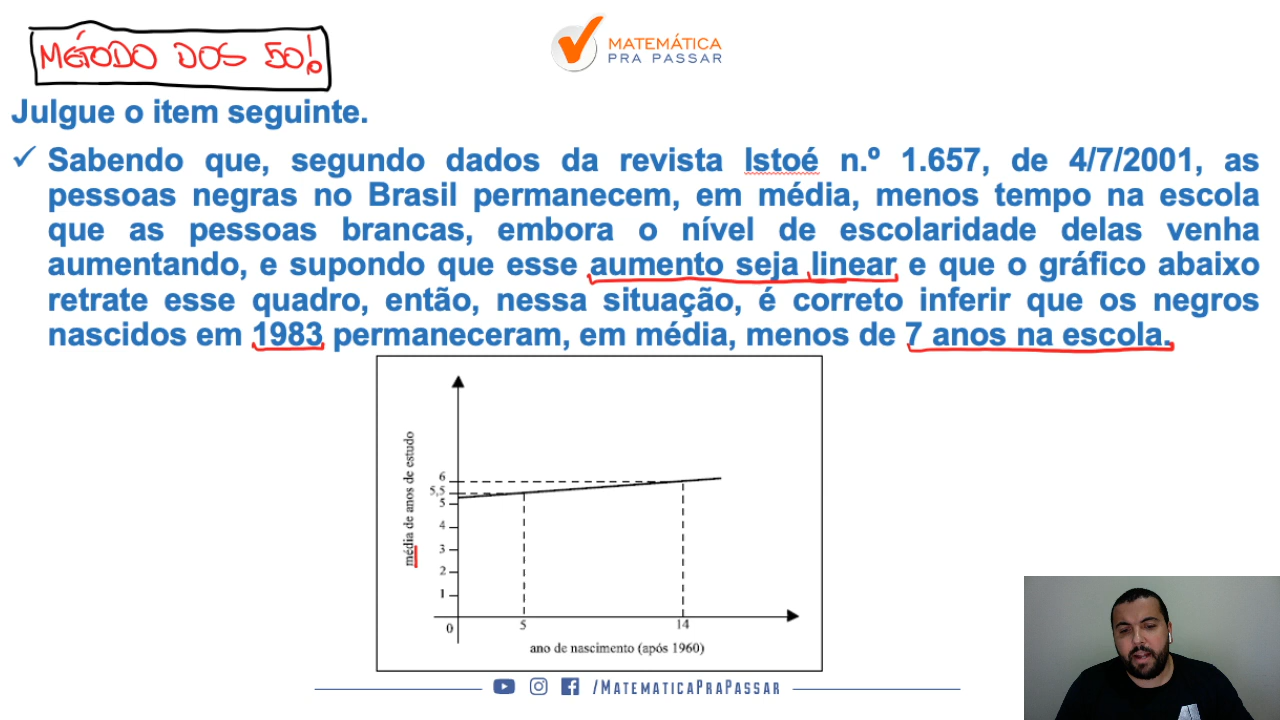 MÉTODO DOS 50!
MATEMÁTICA
PRA PASSAR
Julgue o item seguinte.
✓ Sabendo que, segundo dados da revista Istoé n.º 1.657, de 4/7/2001, as
pessoas negras no Brasil permanecem, em média, menos tempo na escola
que as pessoas brancas, embora o nível de escolaridade delas venha
aumentando, e supondo que esse aumento seja linear e que o gráfico abaixo
retrate esse quadro, então, nessa situação, é correto inferir que os negros
nascidos em 1983 permaneceram, em média, menos de 7 anos na escola.
média de anos de estudo
6
5,5
5
4
3
2
1
0
5
14
ano de nascimento (após 1960)
/MATEMATICAPRAPASSAR